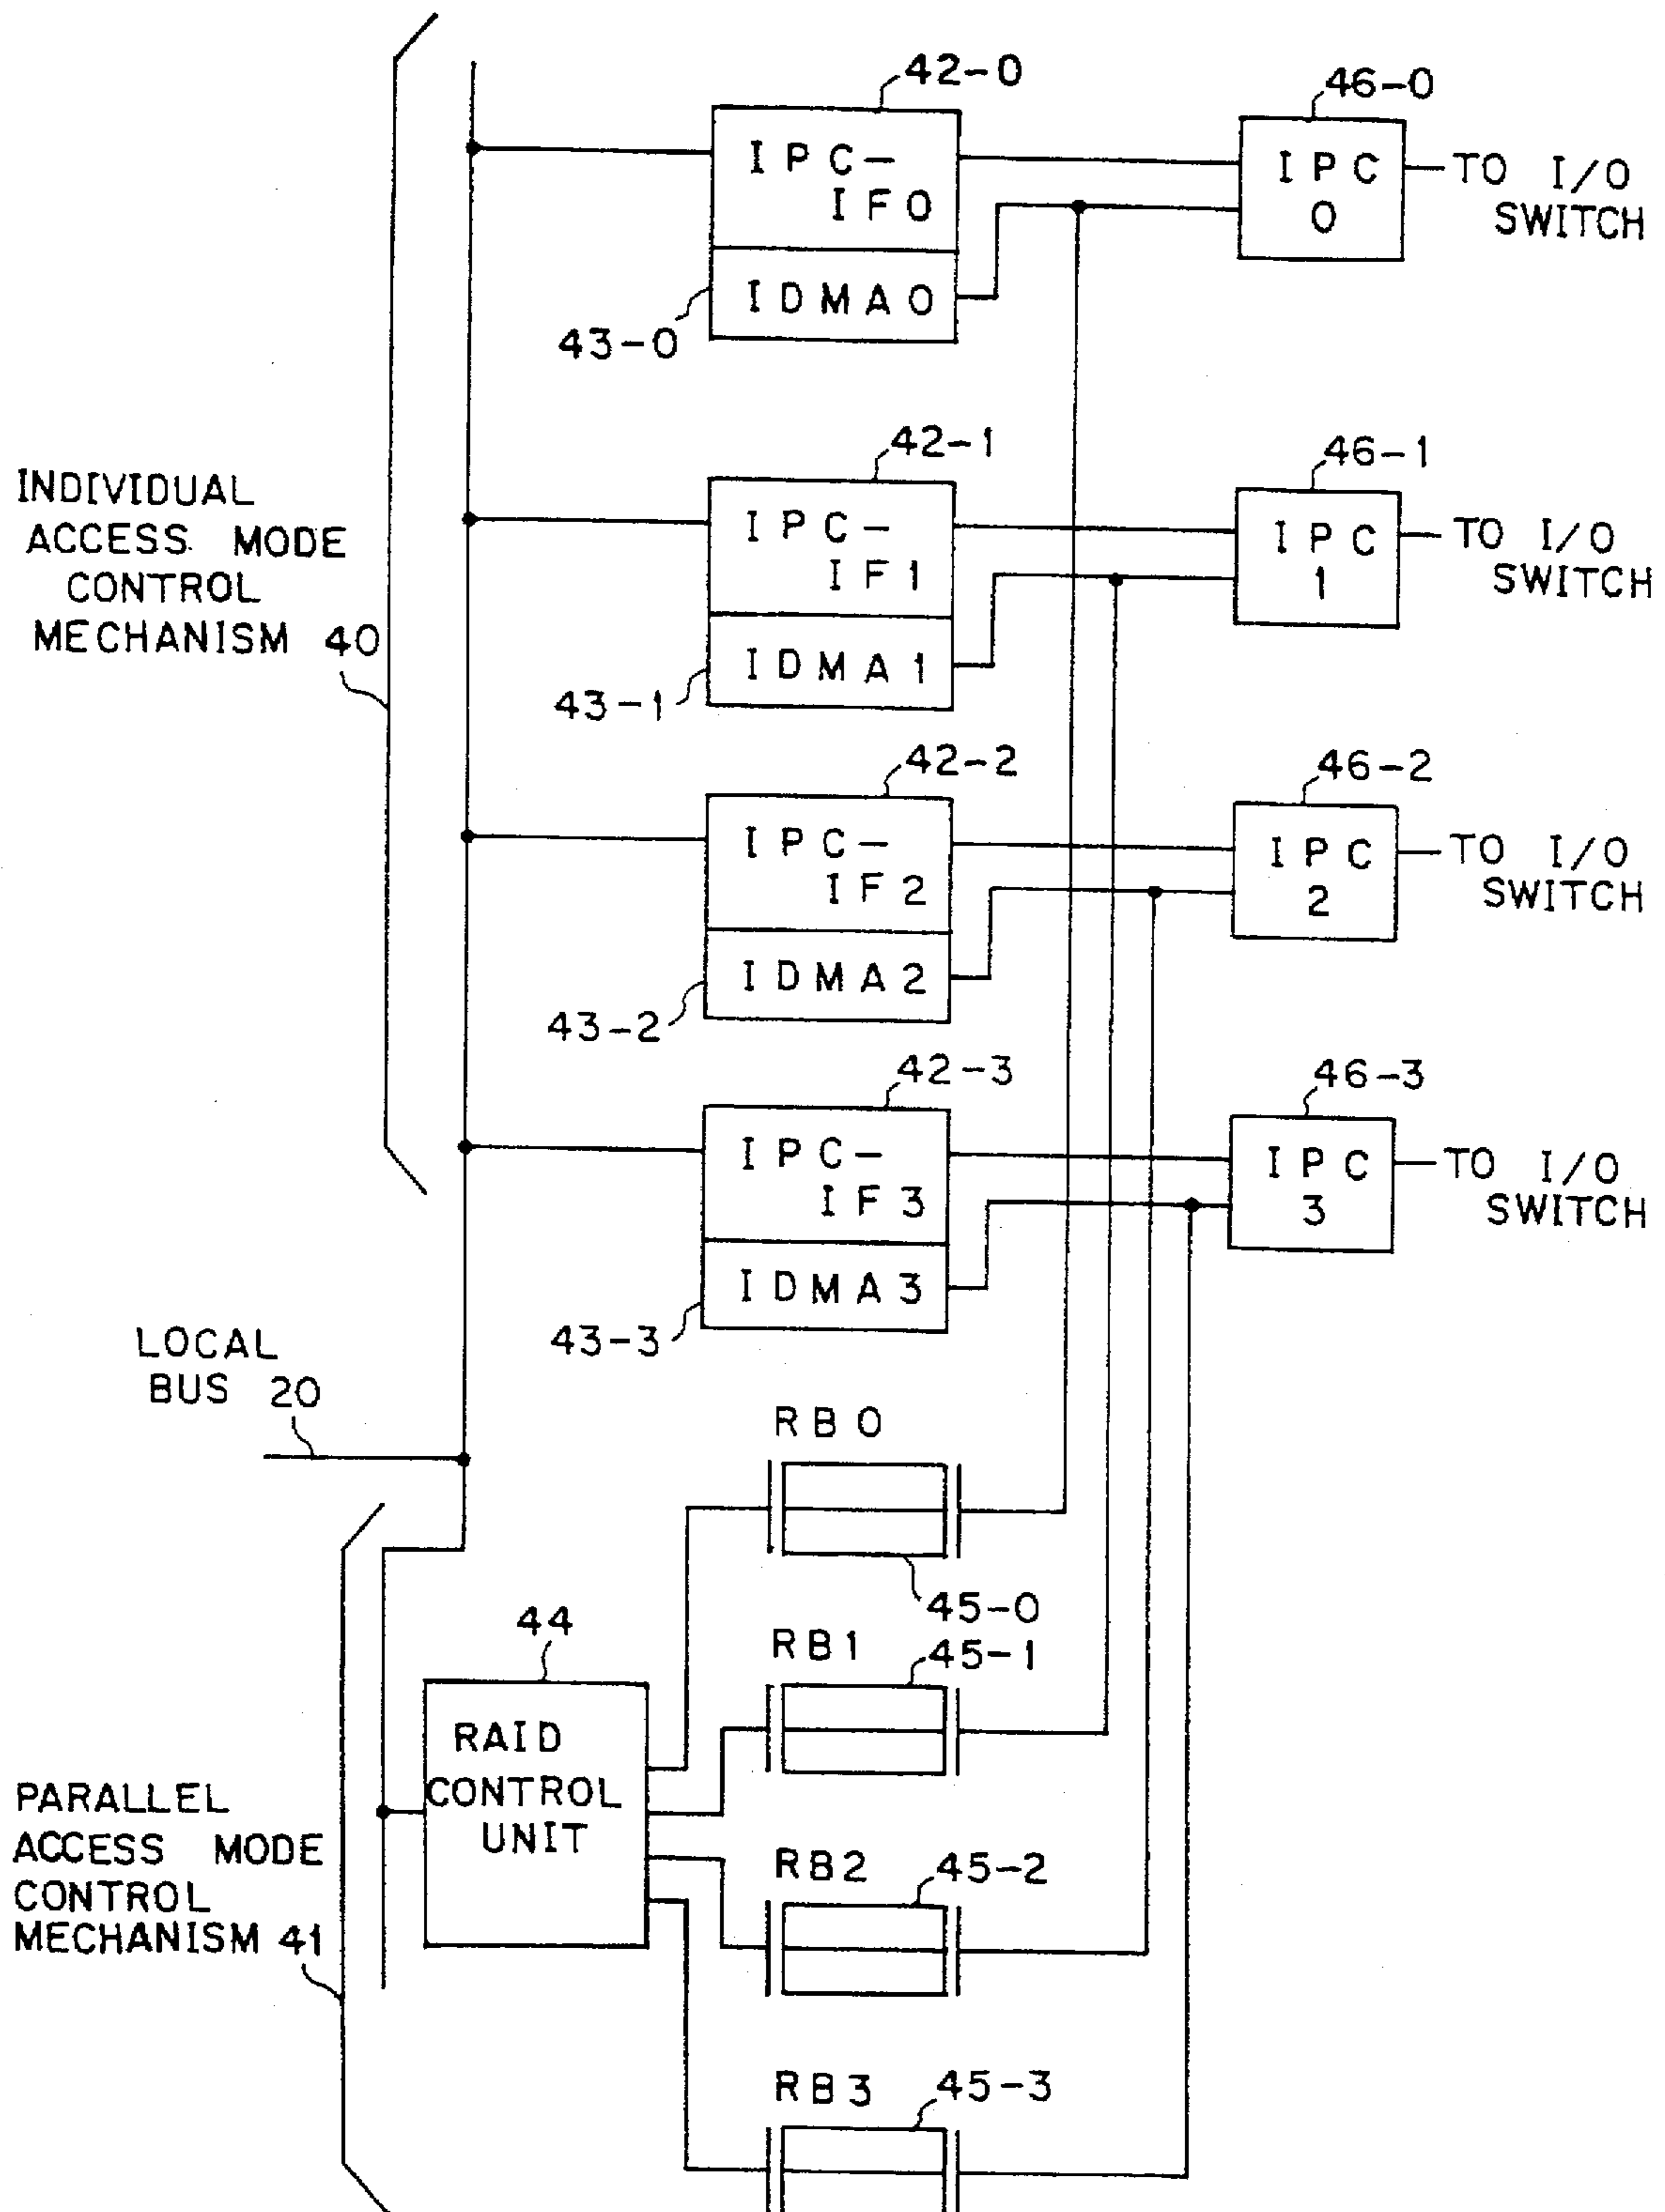 42-0
46-0
IPC-
IF0
IPC
0
TO I/O
SWITCH
IDMA0
43-0
42-1
46-1
INDIVIDUAL
ACCESS MODE
CONTROL
MECHANISM 40
IPC-
IF1
IPC
1
TO I/O
SWITCH
IDMA1
43-1
42-2
46-2
IPC-
IF2
IPC
2
TO I/O
SWITCH
IDMA2
43-2
42-3
46-3
IPC-
IF3
IPC
3
TO I/O
SWITCH
IDMA3
43-3
LOCAL
BUS 20
RB0
45-0
44
RB1
45-1
RAID
CONTROL
UNIT
PARALLEL
ACCESS MODE
CONTROL
MECHANISM 41
RB2
45-2
RB3
45-3